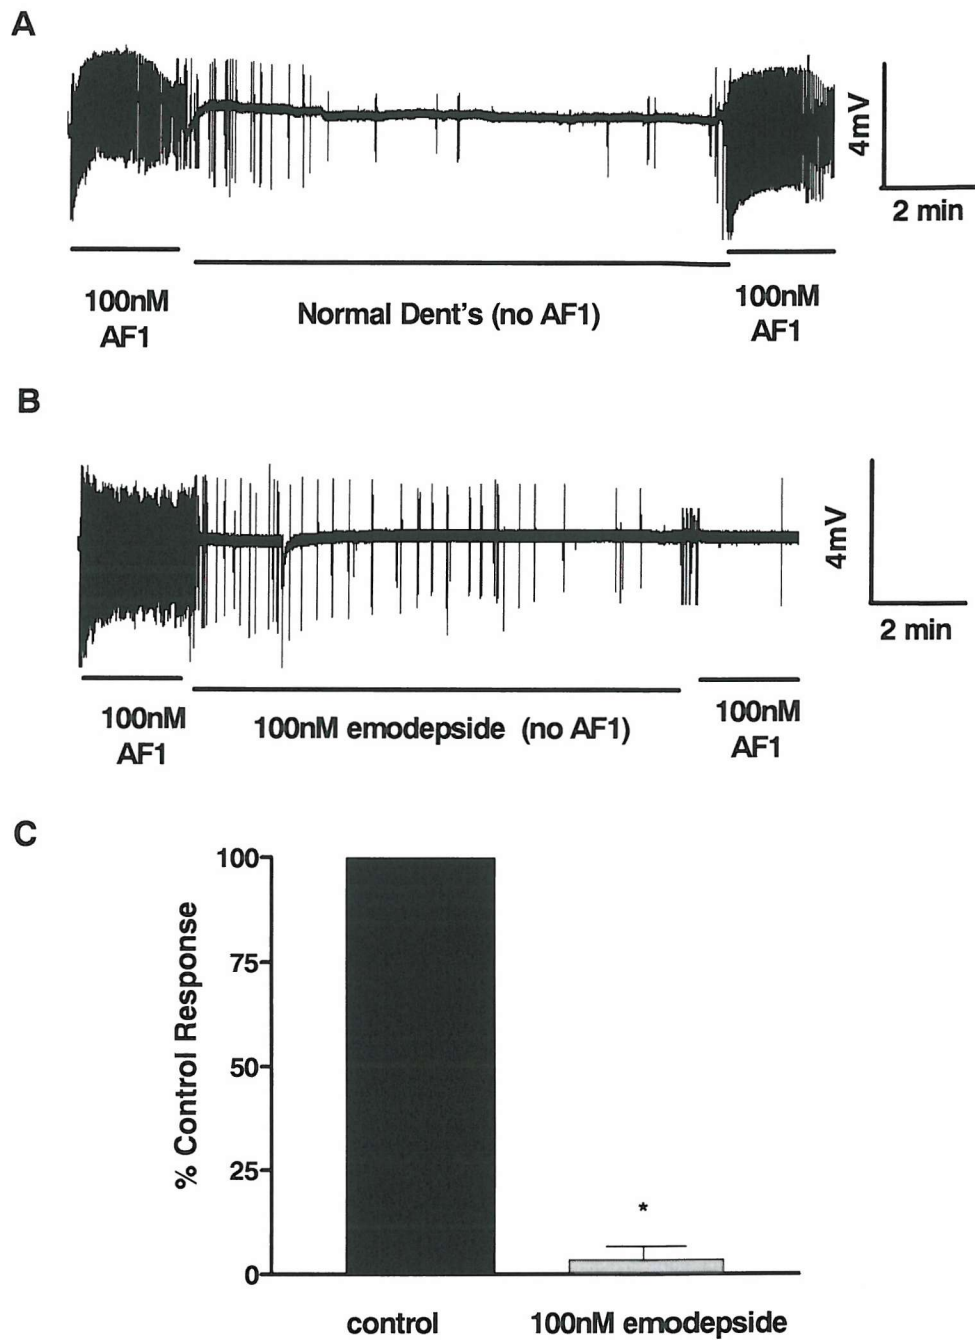 A
4mV
2 min
100nM
AF1
Normal Dent's (no AF1)
100nM
AF1
B
4mV
2 min
100nM
AF1
100nM emodepside (no AF1)
100nM
AF1
C
% Control Response
100
75
50
25
0
*
control
100nM emodepside